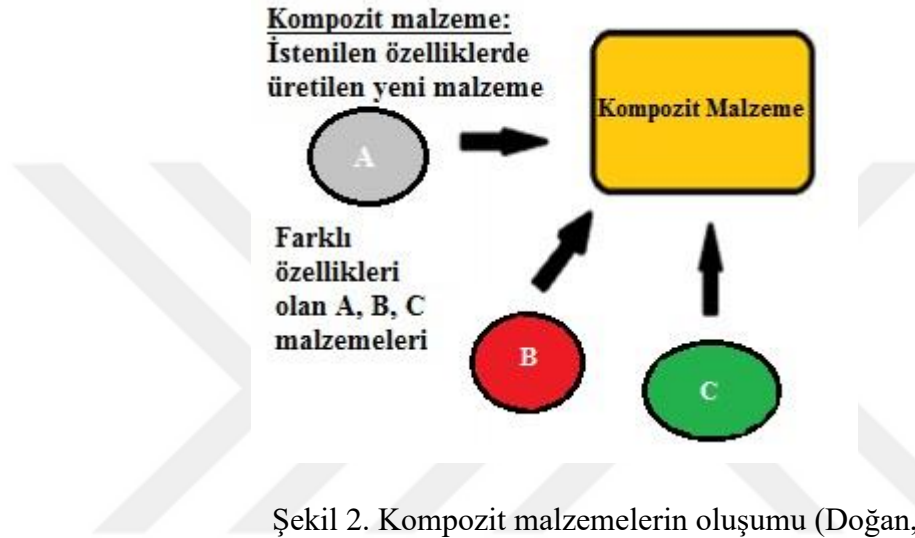 Kompozit malzeme:
İstenilen özelliklerde
üretilen yeni malzeme
Kompozit Malzeme
A
Farklı
özellikleri
olan A, B, C
malzemeleri
B
C
Şekil 2. Kompozit malzemelerin oluşumu (Doğan,